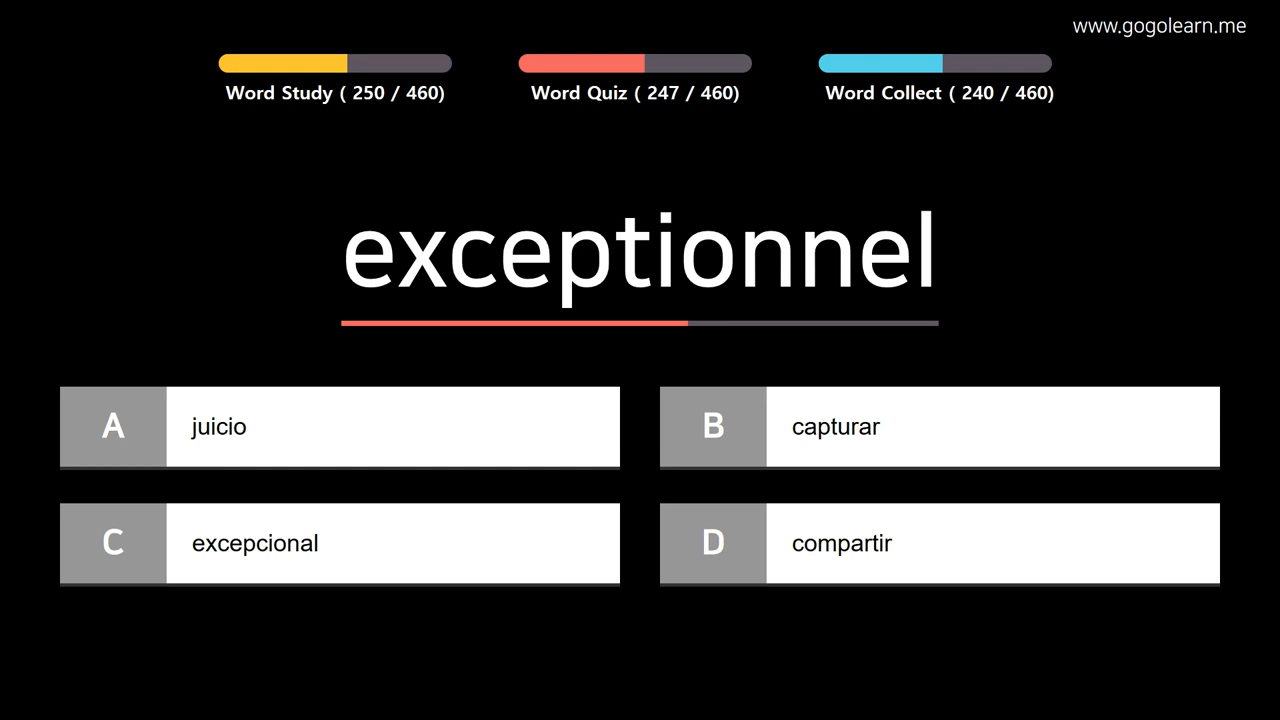 www.gogolearn.me
Word Study ( 250 / 460)
Word Quiz ( 247 / 460)
Word Collect ( 240 / 460)
exceptionnel
A juicio
B capturar
C excepcional
D compartir